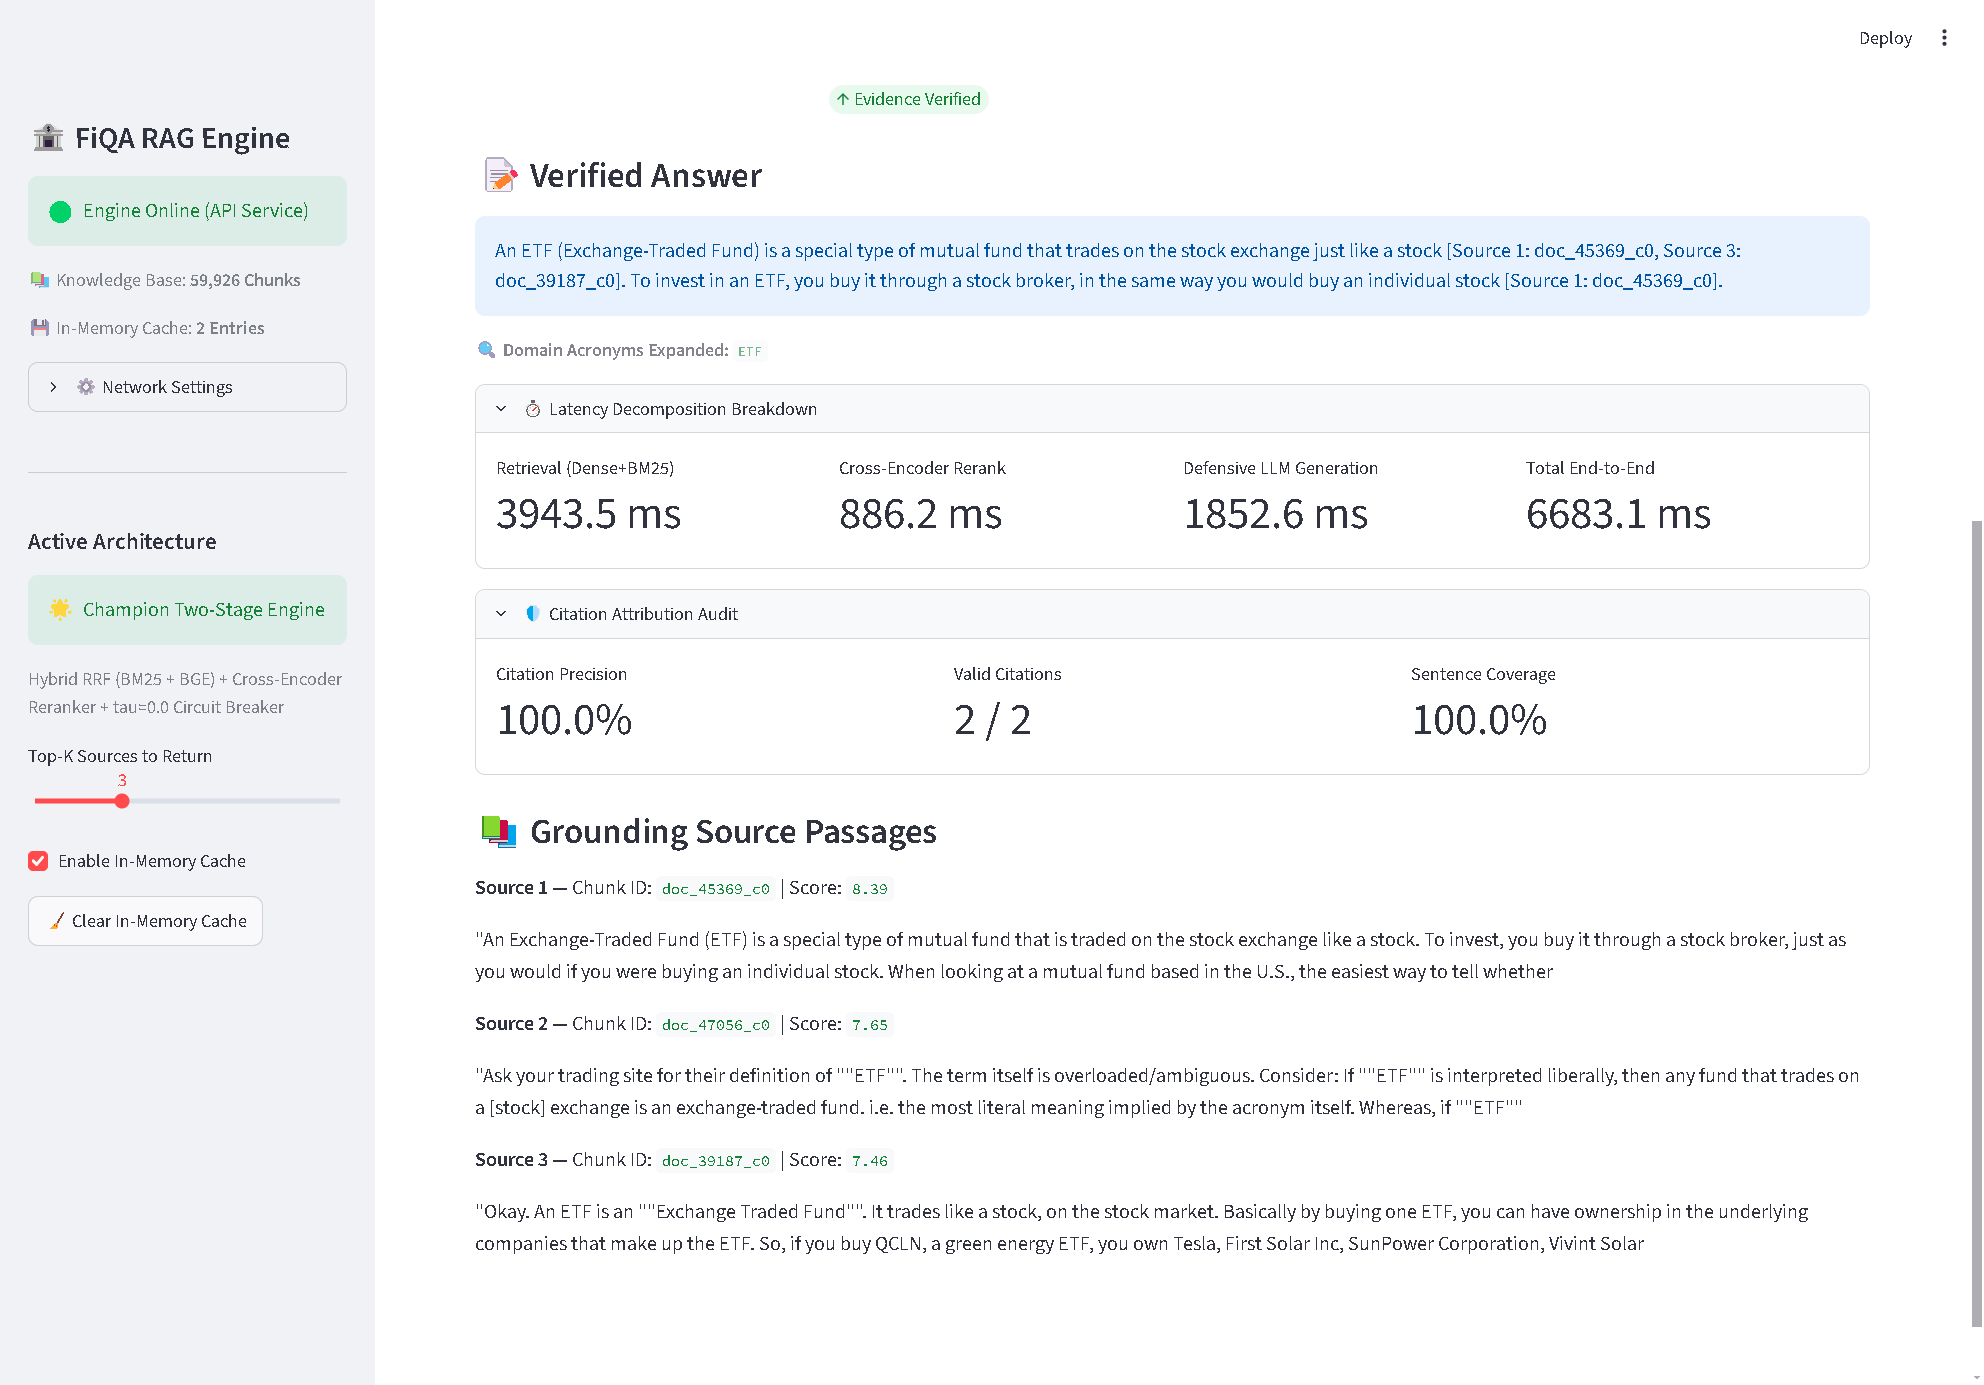 Deploy
FiQA RAG Engine
Engine Online (API Service)
Knowledge Base: 59,926 Chunks
In-Memory Cache: 2 Entries
Network Settings
Active Architecture
Champion Two-Stage Engine
Hybrid RRF (BM25 + BGE) + Cross-Encoder
Reranker + tau=0.0 Circuit Breaker
Top-K Sources to Return
3
Enable In-Memory Cache
Clear In-Memory Cache
↑ Evidence Verified
Verified Answer
An ETF (Exchange-Traded Fund) is a special type of mutual fund that trades on the stock exchange just like a stock [Source 1: doc_45369_c0, Source 3:
doc_39187_c0]. To invest in an ETF, you buy it through a stock broker, in the same way you would buy an individual stock [Source 1: doc_45369_c0].
Domain Acronyms Expanded: ETF
Latency Decomposition Breakdown
Retrieval (Dense+BM25) Cross-Encoder Rerank Defensive LLM Generation Total End-to-End
3943.5 ms 886.2 ms 1852.6 ms 6683.1 ms
Citation Attribution Audit
Citation Precision Valid Citations Sentence Coverage
100.0% 2 / 2 100.0%
Grounding Source Passages
Source 1 — Chunk ID: doc_45369_c0 | Score: 8.39
"An Exchange-Traded Fund (ETF) is a special type of mutual fund that is traded on the stock exchange like a stock. To invest, you buy it through a stock broker, just as
you would if you were buying an individual stock. When looking at a mutual fund based in the U.S., the easiest way to tell whether
Source 2 — Chunk ID: doc_47056_c0 | Score: 7.65
"Ask your trading site for their definition of ""ETF"". The term itself is overloaded/ambiguous. Consider: If ""ETF"" is interpreted liberally, then any fund that trades on
a [stock] exchange is an exchange-traded fund. i.e. the most literal meaning implied by the acronym itself. Whereas, if ""ETF""
Source 3 — Chunk ID: doc_39187_c0 | Score: 7.46
"Okay. An ETF is an ""Exchange Traded Fund"". It trades like a stock, on the stock market. Basically by buying one ETF, you can have ownership in the underlying
companies that make up the ETF. So, if you buy QCLN, a green energy ETF, you own Tesla, First Solar Inc, SunPower Corporation, Vivint Solar